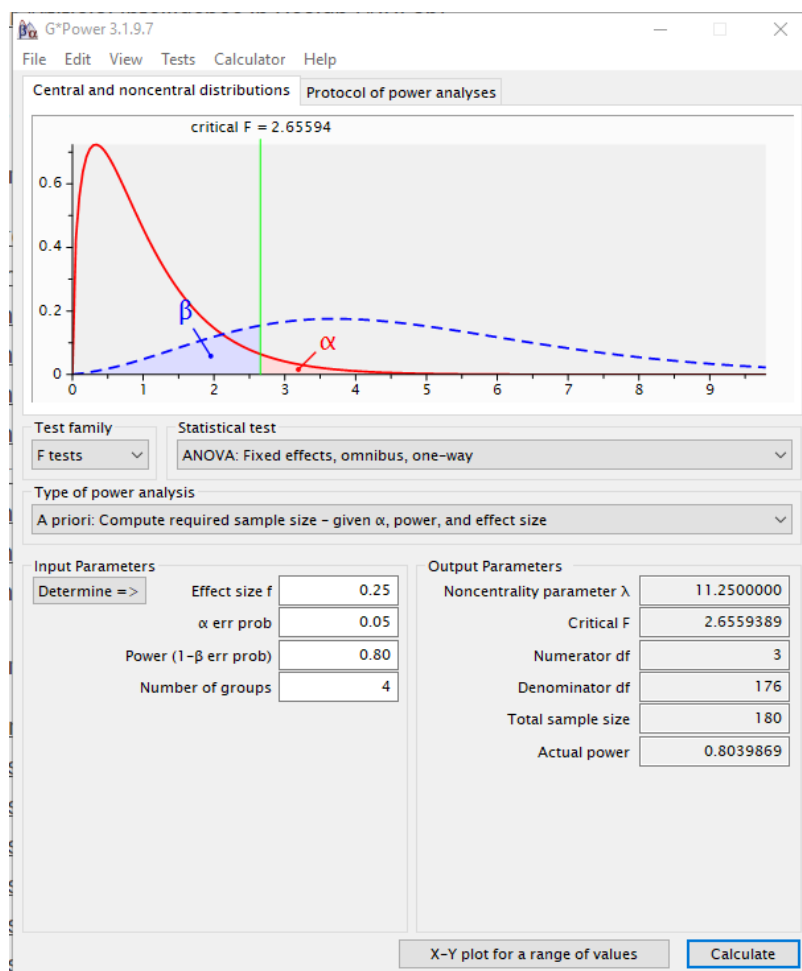 G*Power 3.1.9.7
File Edit View Tests Calculator Help
Central and noncentral distributions Protocol of power analyses
critical F = 2.65594
0.6
0.4
0.2
0
β
α
0 1 2 3 4 5 6 7 8 9
Test family Statistical test
F tests ANOVA: Fixed effects, omnibus, one-way
Type of power analysis
A priori: Compute required sample size - given α, power, and effect size
Input Parameters Output Parameters
Determine => Effect size f 0.25 Noncentrality parameter λ 11.2500000
α err prob 0.05 Critical F 2.6559389
Power (1-β err prob) 0.80 Numerator df 3
Number of groups 4 Denominator df 176
Total sample size 180
Actual power 0.8039869
X-Y plot for a range of values Calculate